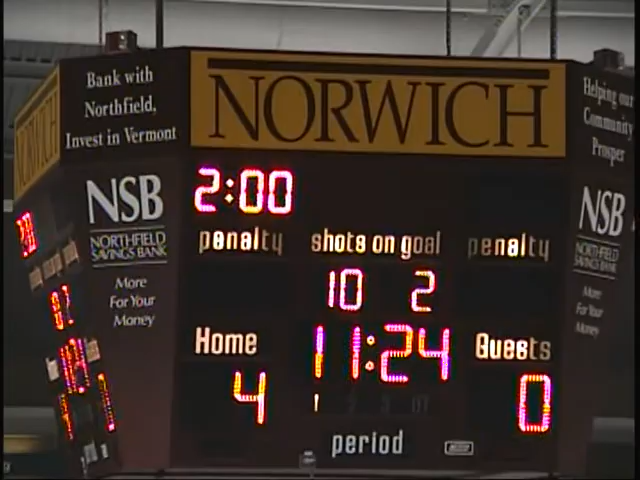 Bank with
Northfield,
Invest in Vermont
NORWICH
Helping our
Community
Prosper
NORWICH
NSB
NORTHFIELD
SAVINGS BANK
More
For Your
Money
2:00
penalty
shots on goal
penalty
10 2
Home
11:24
Guests
4
1
0
period
NSB
NORTHFIELD
SAVINGS BANK
More
For Your
Money